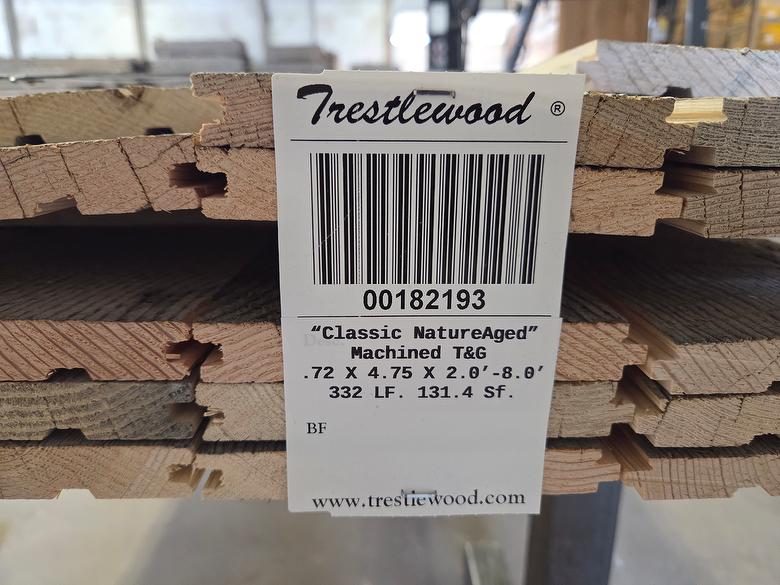 Trestlewood ®
00182193
“Classic NatureAged”
Machined T&G
.72 X 4.75 X 2.0’-8.0’
332 LF. 131.4 Sf.
BF
www.trestlewood.com